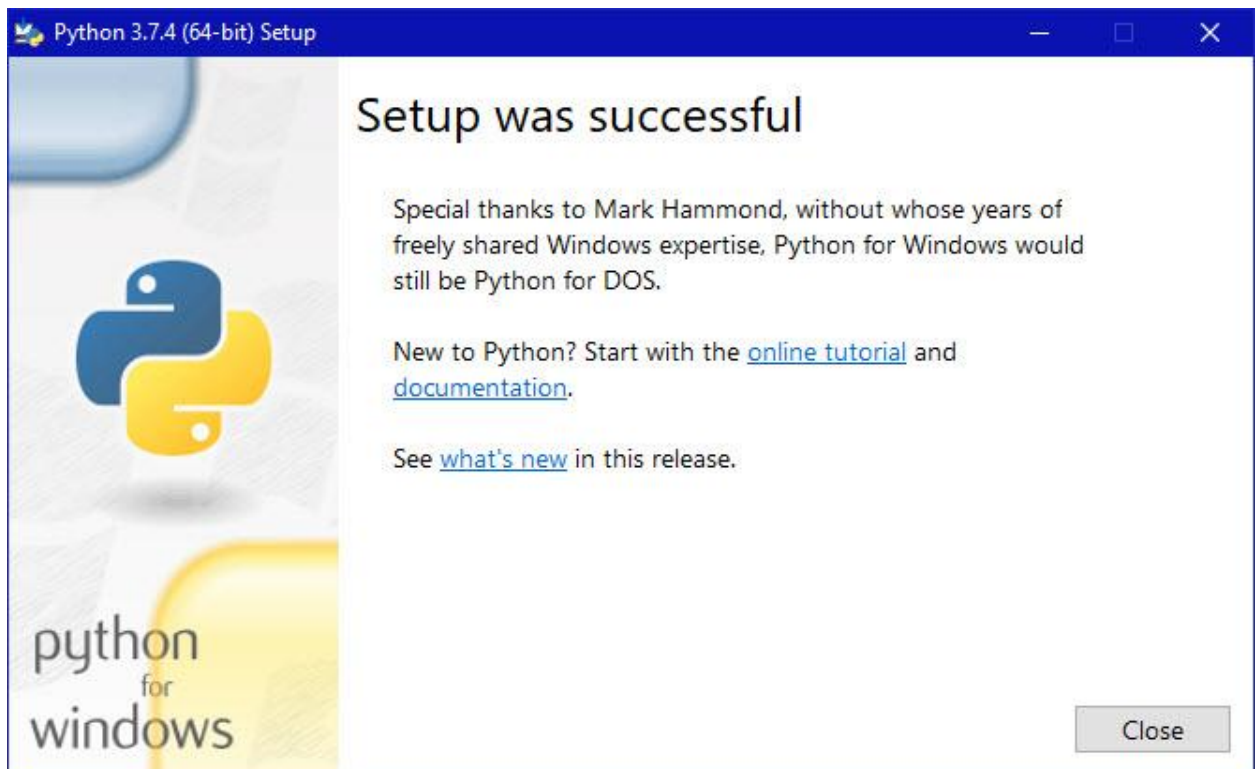 Python 3.7.4 (64-bit) Setup
Setup was successful
Special thanks to Mark Hammond, without whose years of
freely shared Windows expertise, Python for Windows would
still be Python for DOS.
New to Python? Start with the online tutorial and
documentation.
See what's new in this release.
python
for
windows
Close